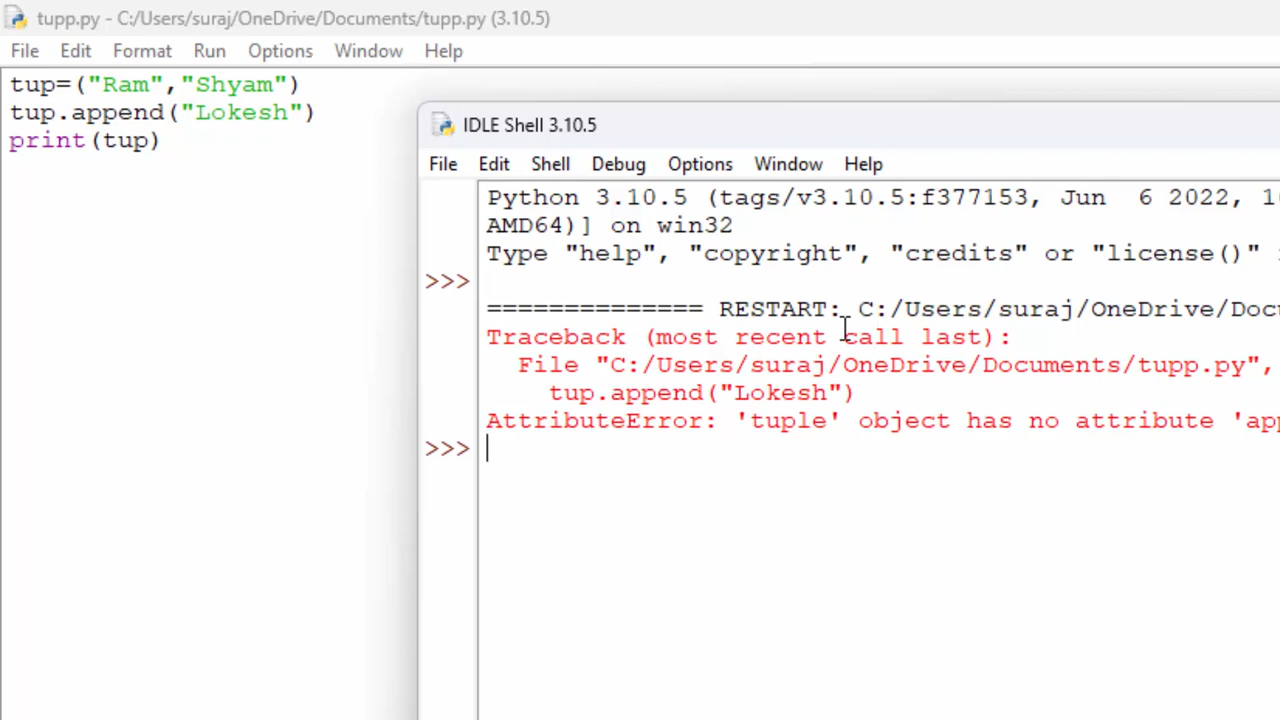 tupp.py - C:/Users/suraj/OneDrive/Documents/tupp.py (3.10.5)
File Edit Format Run Options Window Help
tup=("Ram","Shyam")
tup.append("Lokesh")
print(tup)
IDLE Shell 3.10.5
File Edit Shell Debug Options Window Help
Python 3.10.5 (tags/v3.10.5:f377153, Jun  6 2022,
AMD64)] on win32
Type "help", "copyright", "credits" or "license()"
>>>
============== RESTART: C:/Users/suraj/OneDrive/Docu
Traceback (most recent call last):
  File "C:/Users/suraj/OneDrive/Documents/tupp.py",
    tup.append("Lokesh")
AttributeError: 'tuple' object has no attribute 'app
>>>